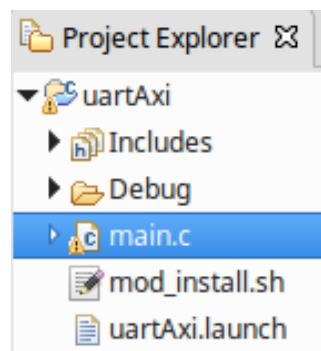 Project Explorer
uartAxi
Includes
Debug
main.c
mod_install.sh
uartAxi.launch